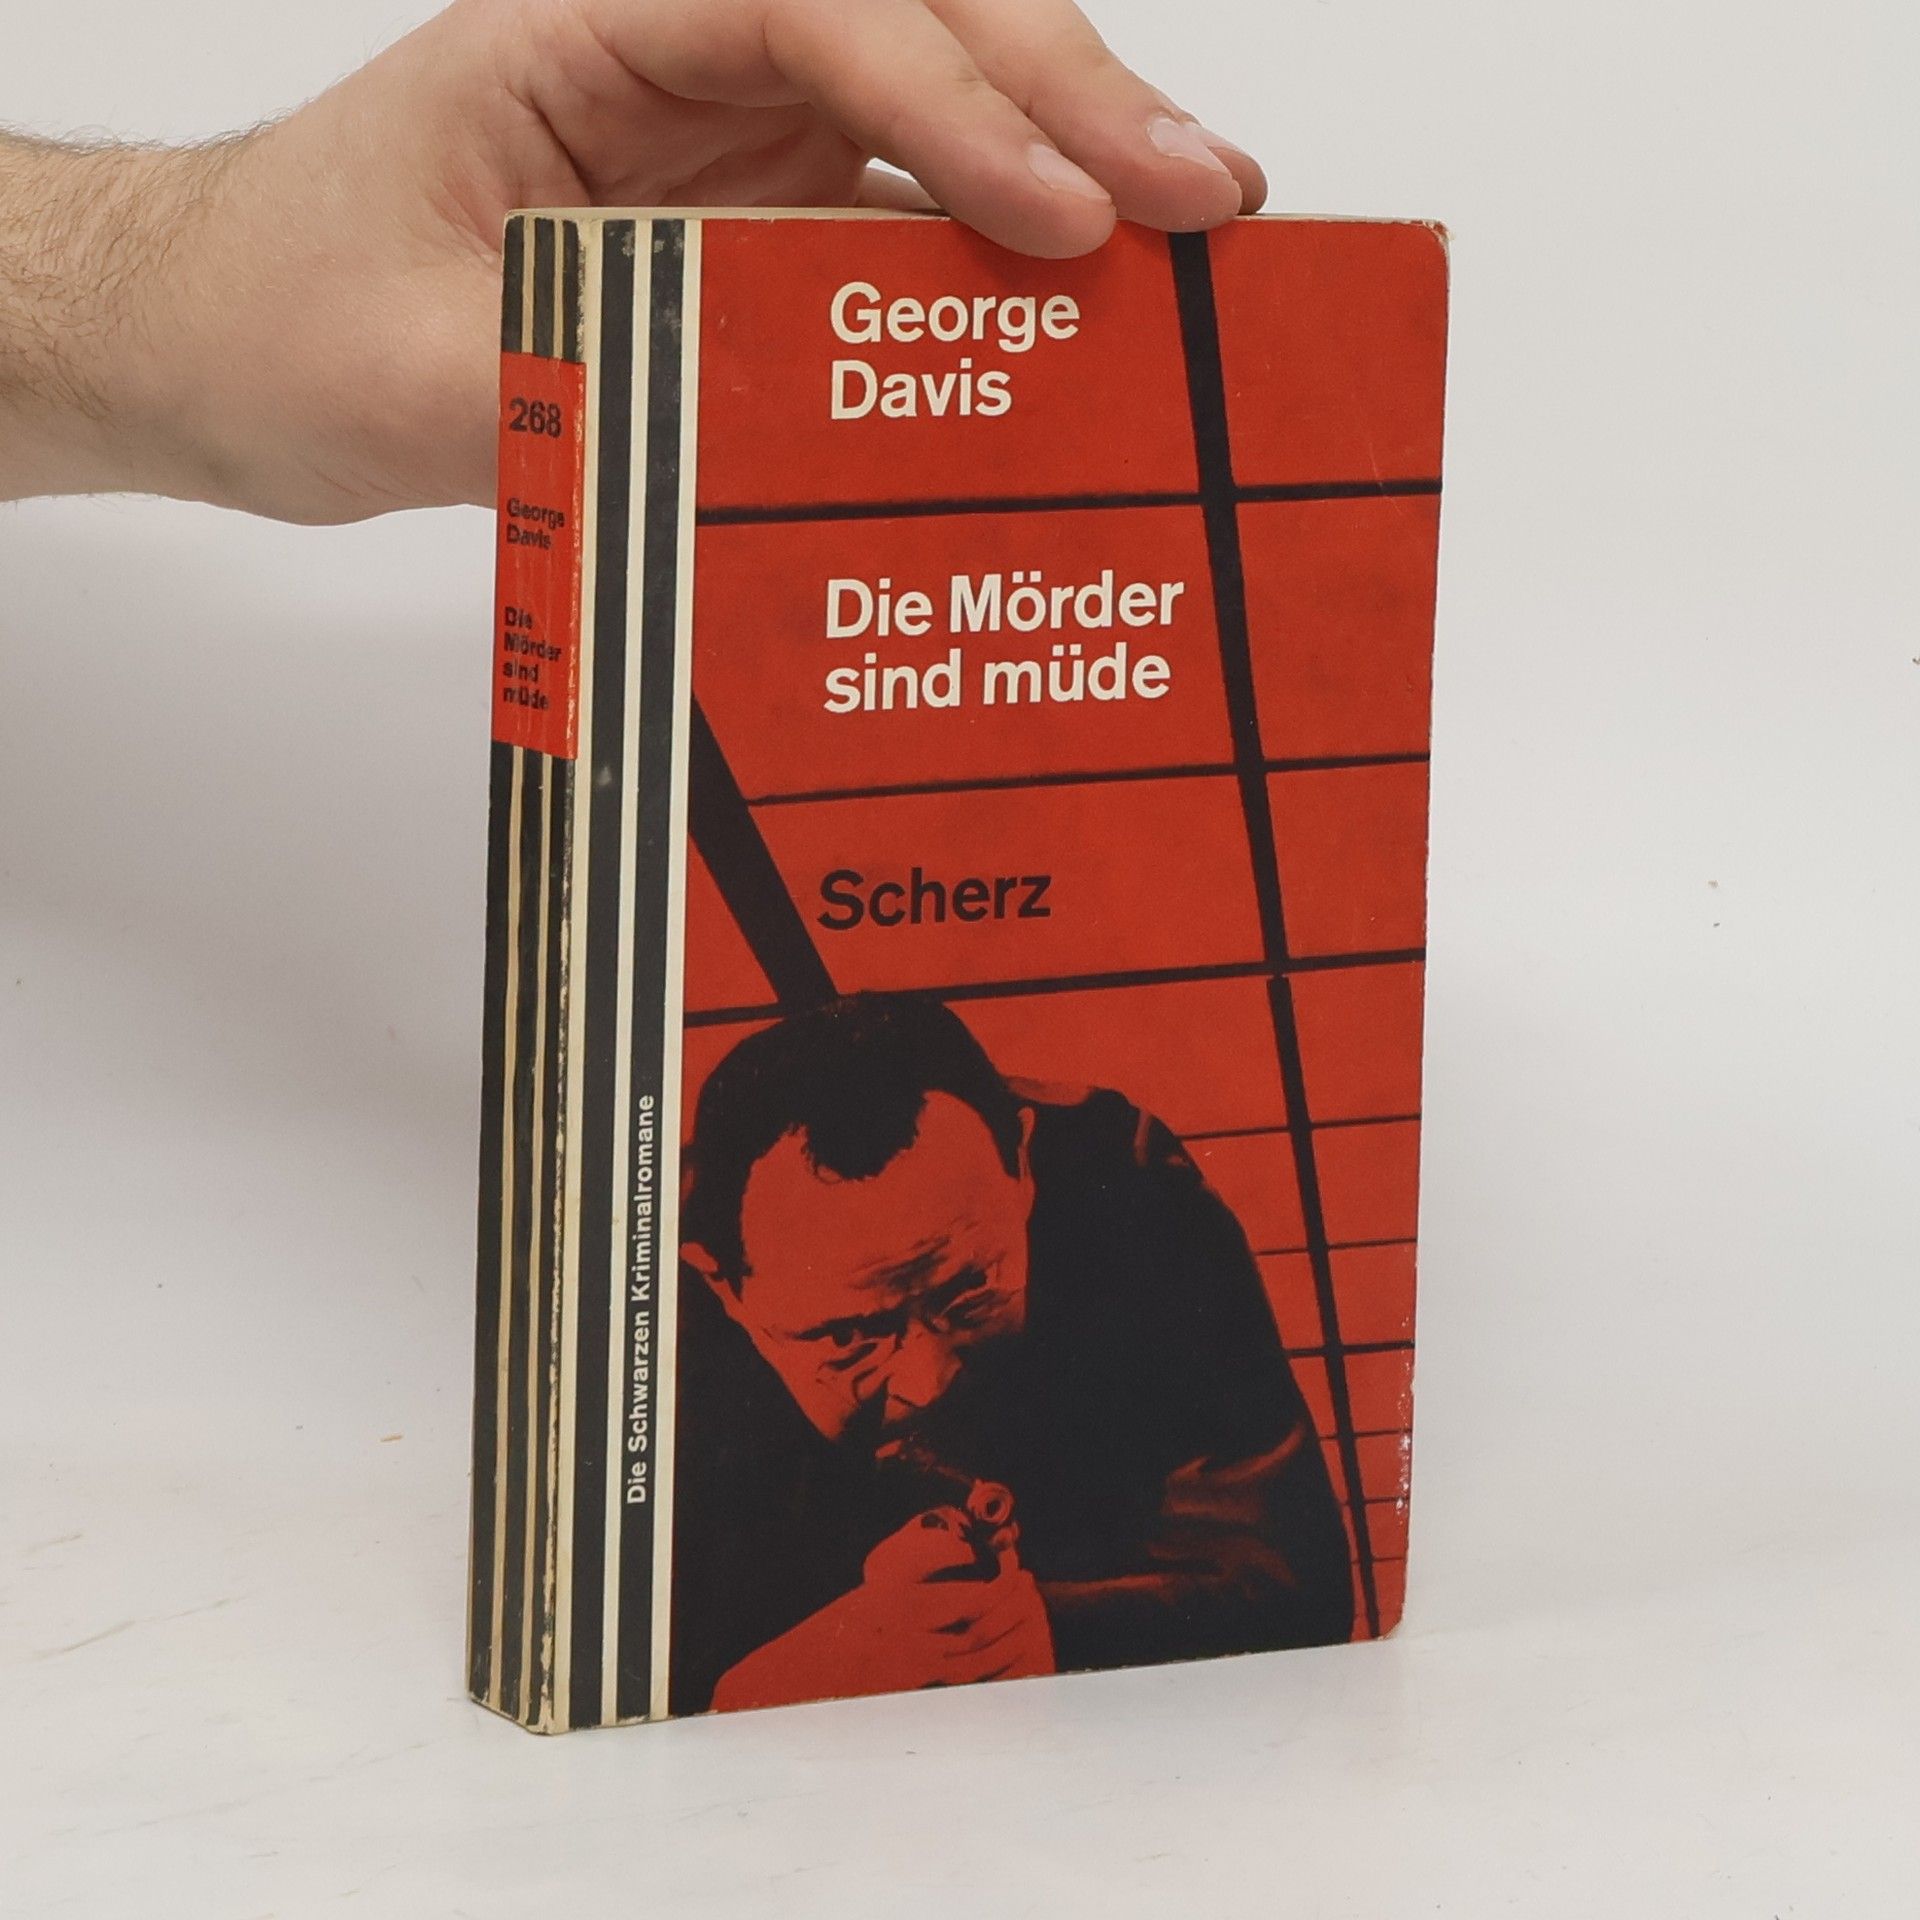 268
George
Davis
Die
Mörder
sind
müde
Die Schwarzen Kriminalromane
George
Davis
Die Mörder
sind müde
Scherz